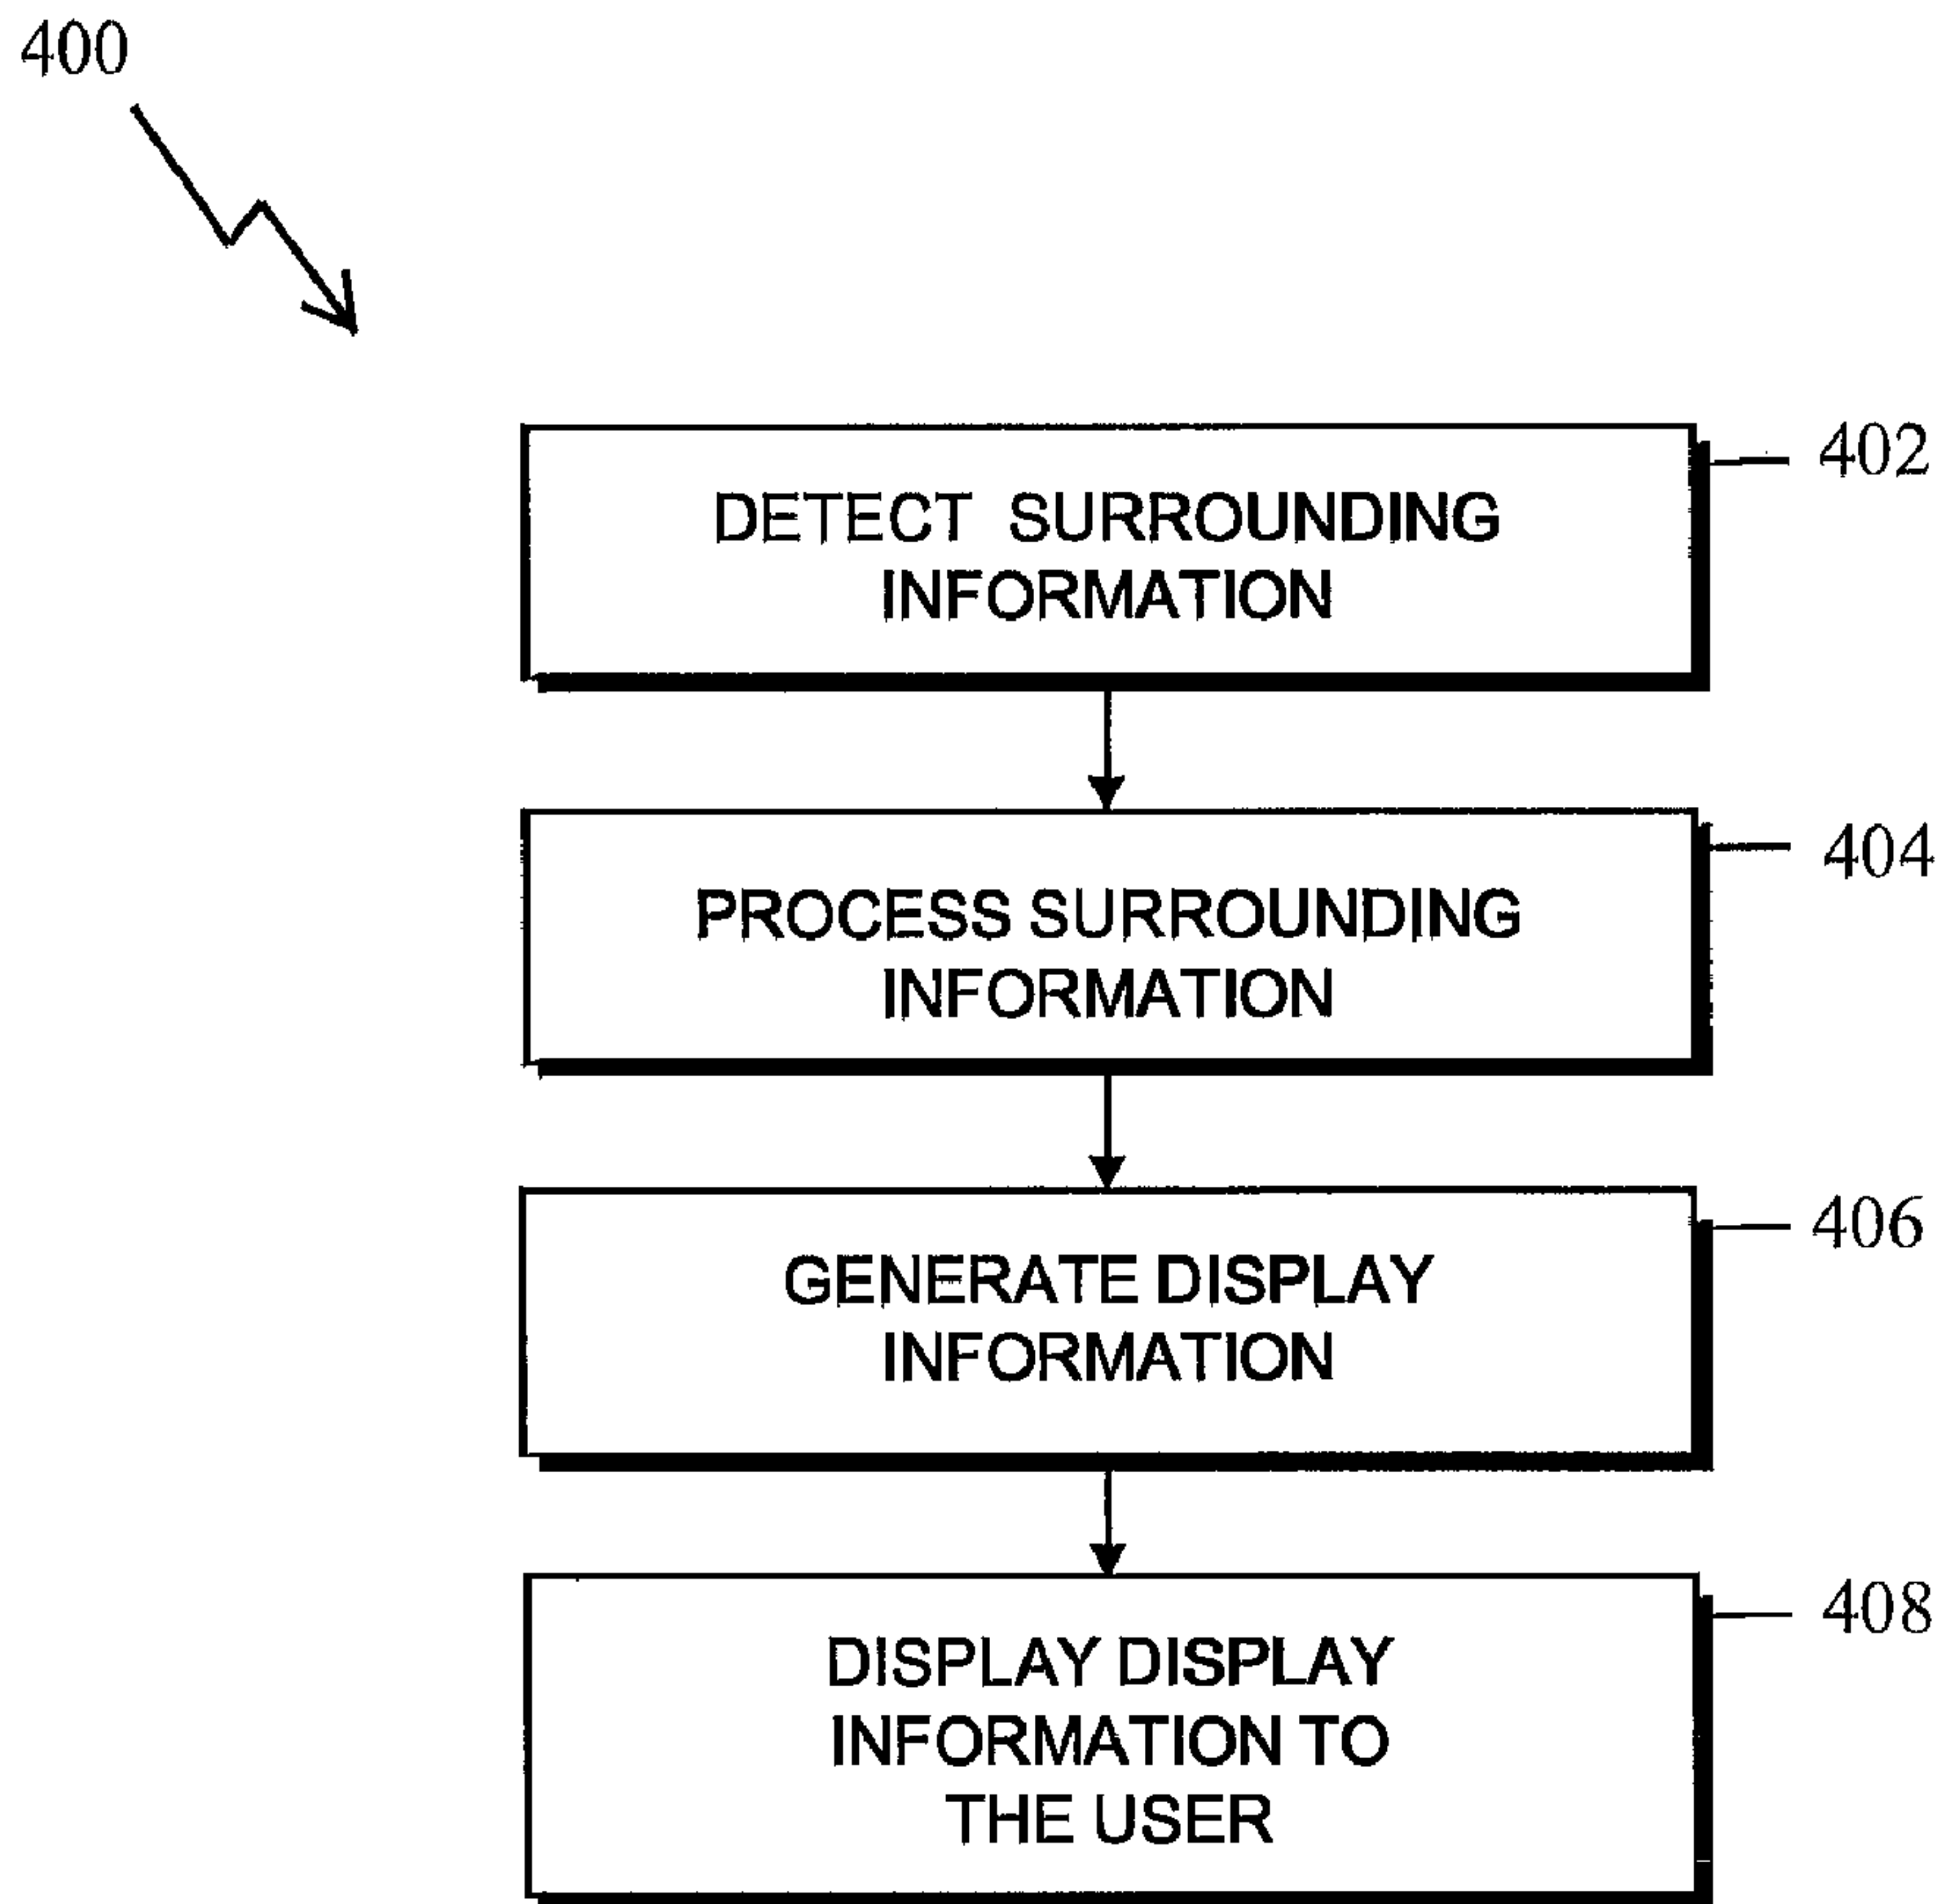 400
402
DETECT SURROUNDING
INFORMATION
404
PROCESS SURROUNDING
INFORMATION
406
GENERATE DISPLAY
INFORMATION
408
DISPLAY DISPLAY
INFORMATION TO
THE USER